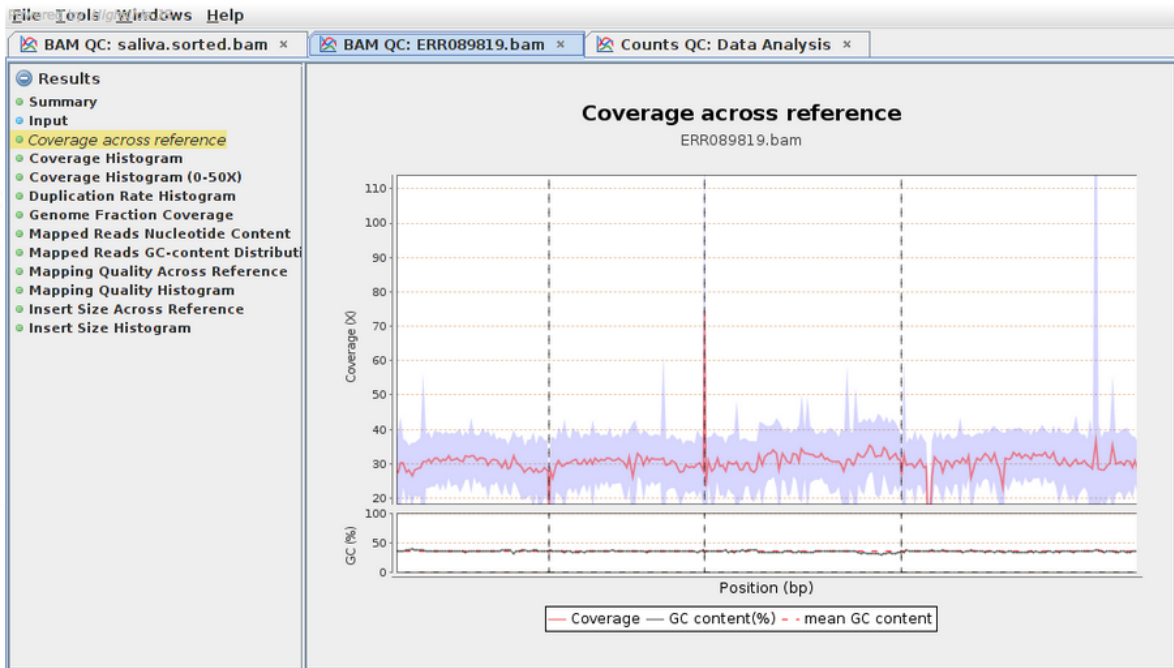 File Tools Windows Help
BAM QC: saliva.sorted.bam ×
BAM QC: ERR089819.bam ×
Counts QC: Data Analysis ×
Results
Summary
Input
Coverage across reference
Coverage Histogram
Coverage Histogram (0-50X)
Duplication Rate Histogram
Genome Fraction Coverage
Mapped Reads Nucleotide Content
Mapped Reads GC-content Distributi
Mapping Quality Across Reference
Mapping Quality Histogram
Insert Size Across Reference
Insert Size Histogram
Coverage across reference
ERR089819.bam
Coverage (X)
110
100
90
80
70
60
50
40
30
20
GC (%)
100
50
0
Position (bp)
Coverage GC content(%) mean GC content